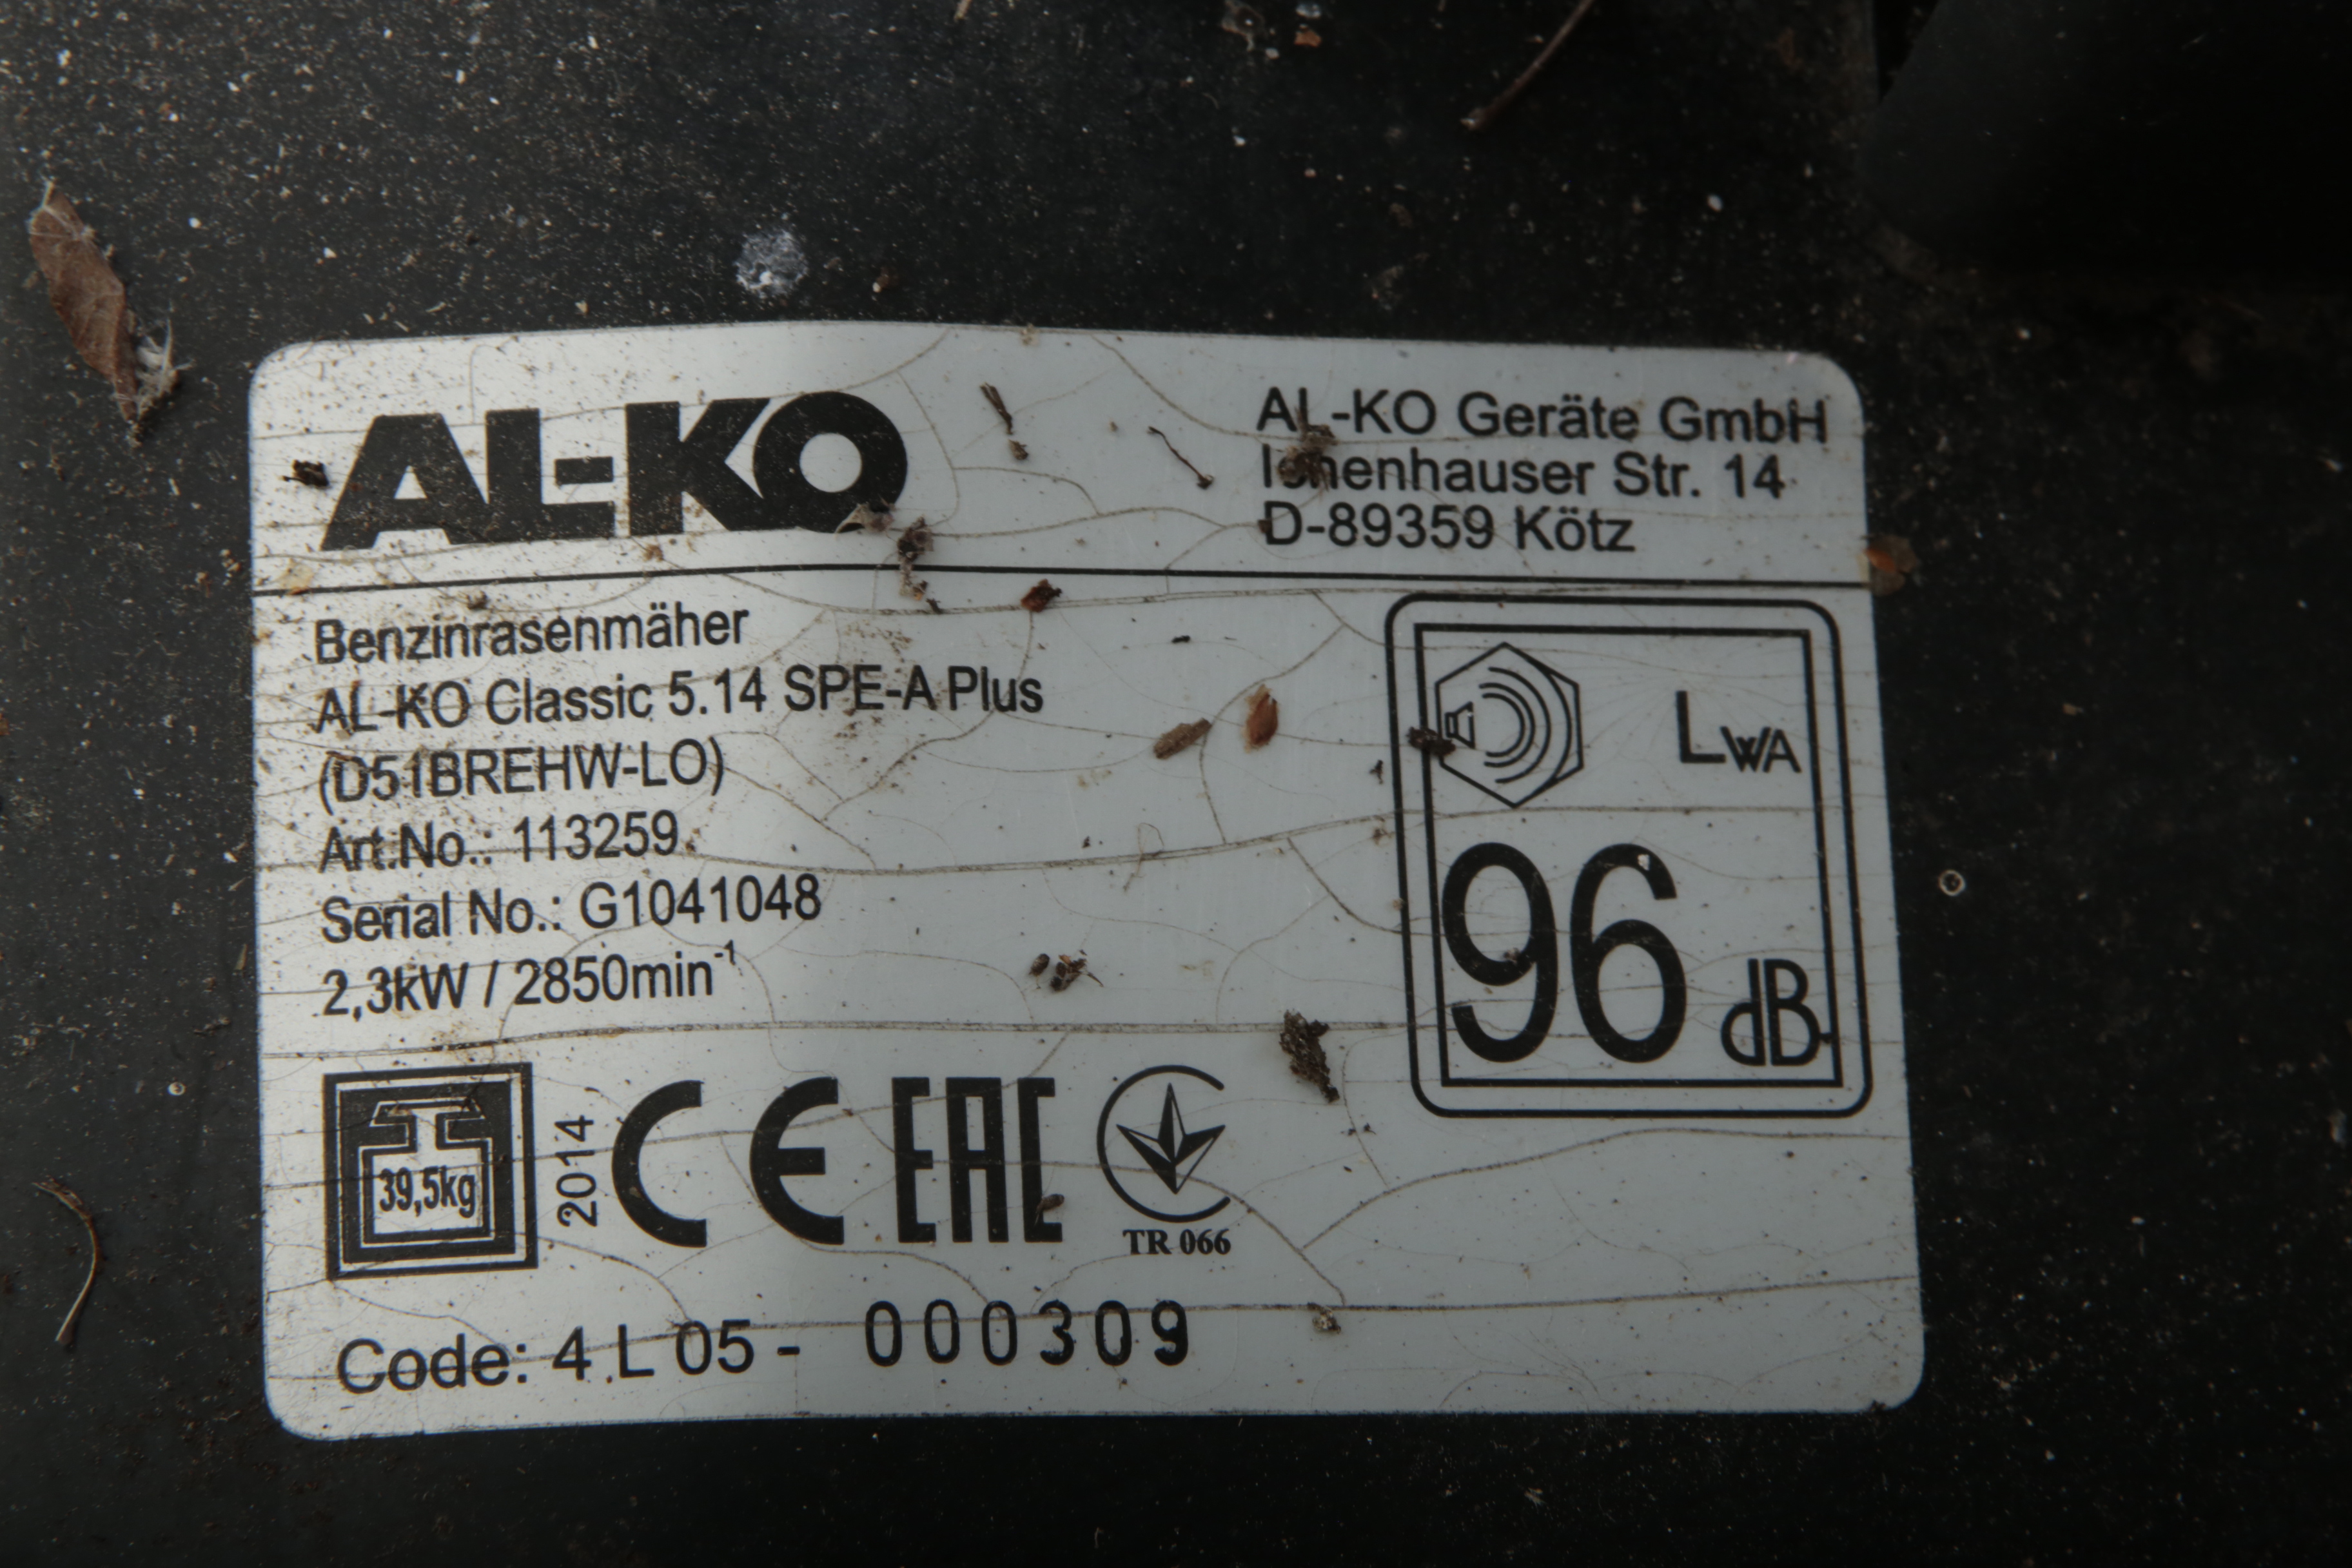 AL-KO
AL-KO Geräte GmbH
Ichenhauser Str. 14
D-89359 Kötz
Benzinrasenmäher
AL-KO Classic 5.14 SPE-A Plus
(D51BREHW-LO)
Art.No.: 113259
Serial No.: G1041048
2,3kW / 2850min⁻¹
LWA
96 dB
39,5kg
2014
CE EAC
TR 066
Code: 4 L 05 - 000309